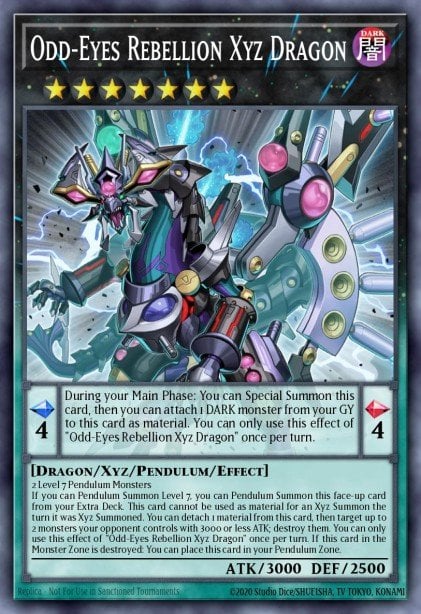 ODD-EYES REBELLION XYZ DRAGON
DARK
闇
During your Main Phase: You can Special Summon this
card, then you can attach 1 DARK monster from your GY
to this card as material. You can only use this effect of
"Odd-Eyes Rebellion Xyz Dragon" once per turn.
4
4
[DRAGON/XYZ/PENDULUM/EFFECT]
2 Level 7 Pendulum Monsters
If you can Pendulum Summon Level 7, you can Pendulum Summon this face-up card
from your Extra Deck. This card cannot be used as material for an Xyz Summon the
turn it was Xyz Summoned. You can detach 1 material from this card, then target up to
2 monsters your opponent controls with 3000 or less ATK; destroy them. You can only
use this effect of "Odd-Eyes Rebellion Xyz Dragon" once per turn. If this card in
the Monster Zone is destroyed: You can place this card in your Pendulum Zone.
ATK/3000 DEF/2500
Replica - Not For Use in Sanctioned Tournaments
©2020 Studio Dice/SHUEISHA, TV TOKYO, KONAMI